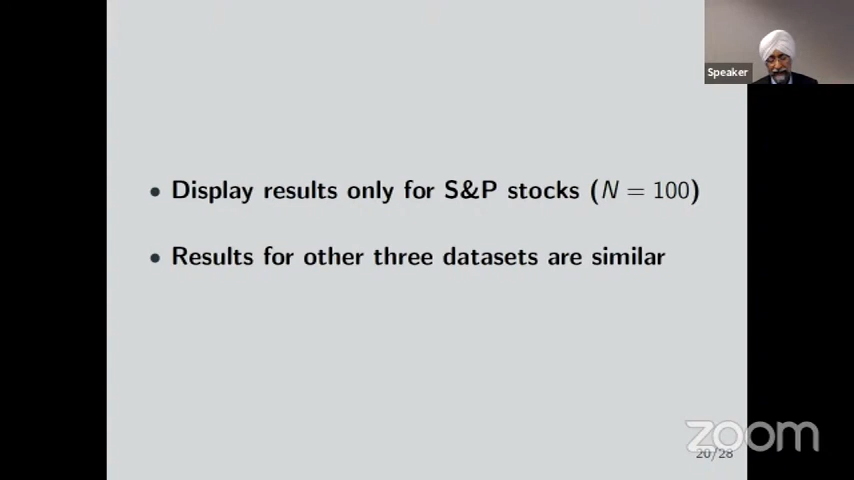 Speaker
• Display results only for S&P stocks (N = 100)
• Results for other three datasets are similar
zoom
20/28